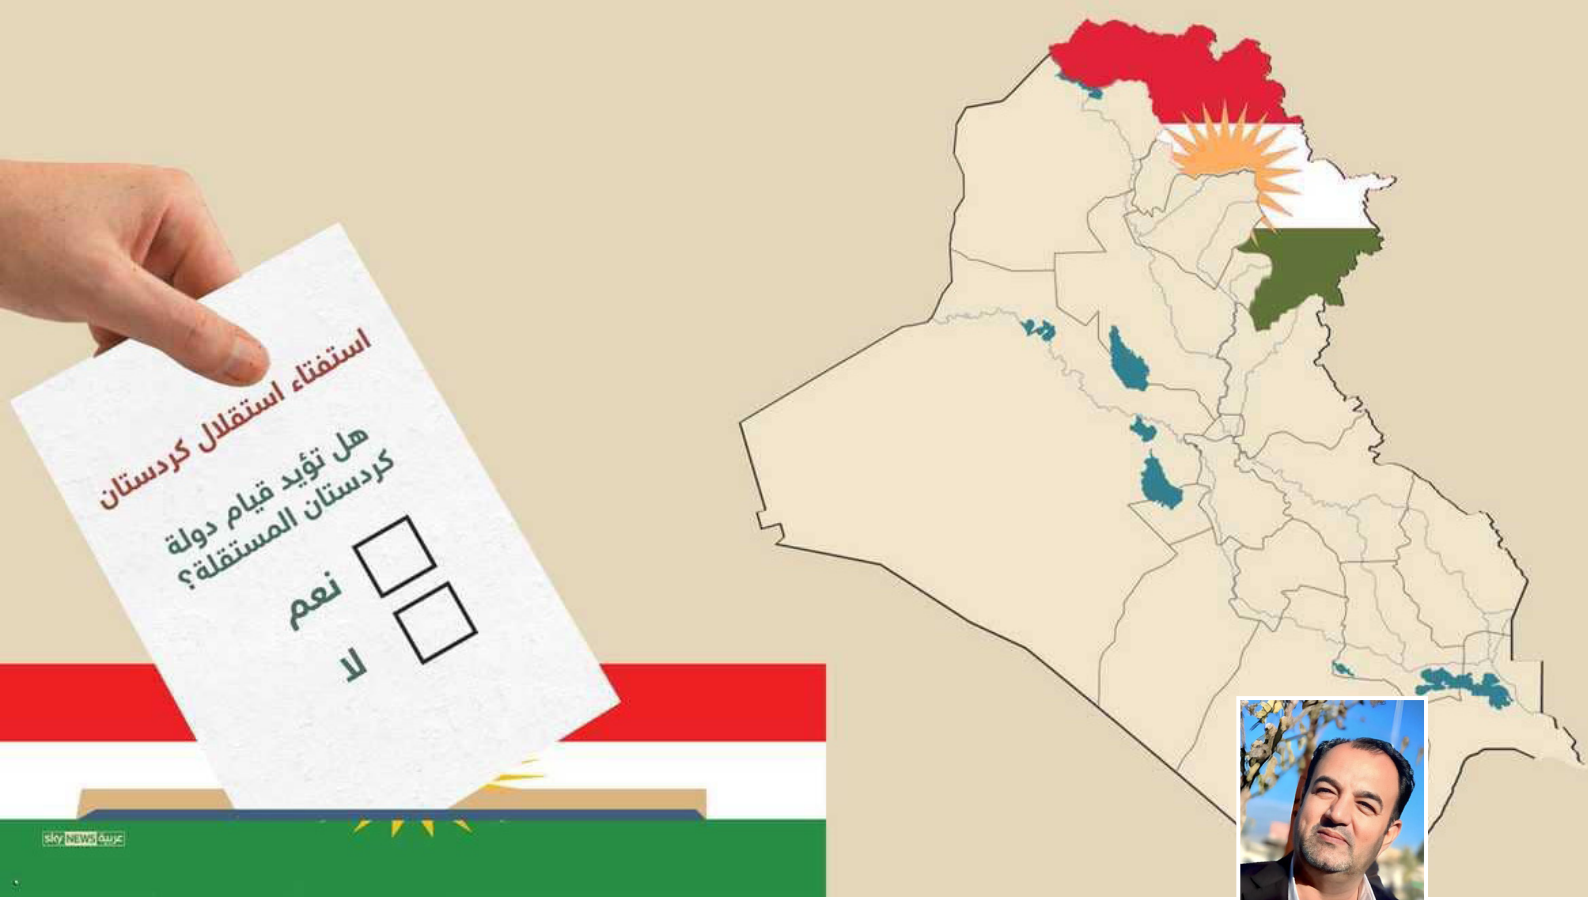 استفتاء استقلال كردستان
هل تؤيد قيام دولة
كردستان المستقلة؟
نعم
لا
sky NEWS عربية